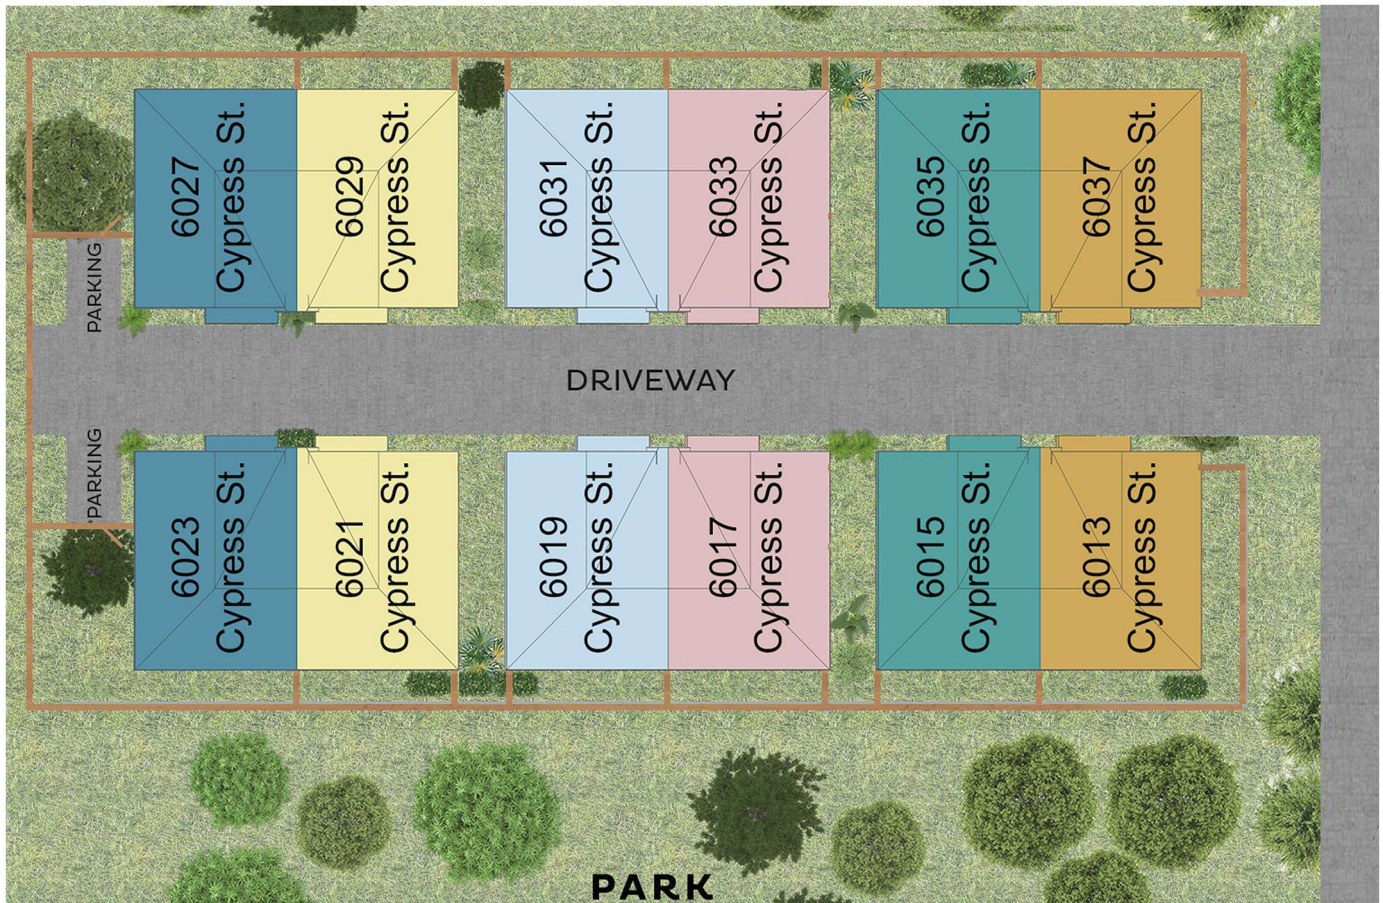 6027
Cypress St.
6029
Cypress St.
6031
Cypress St.
6033
Cypress St.
6035
Cypress St.
6037
Cypress St.
PARKING
DRIVEWAY
PARKING
6023
Cypress St.
6021
Cypress St.
6019
Cypress St.
6017
Cypress St.
6015
Cypress St.
6013
Cypress St.
PARK